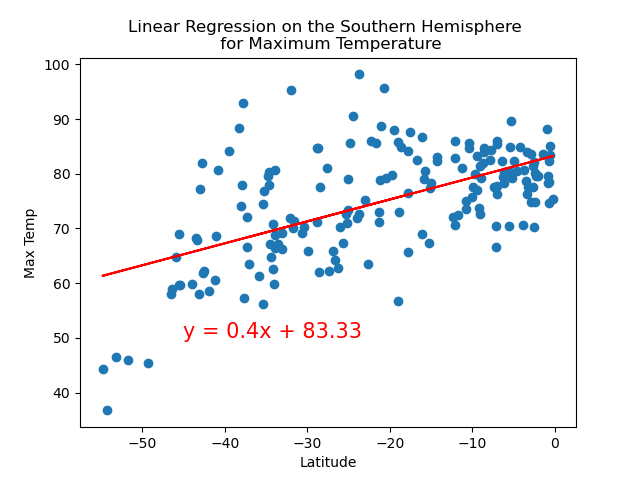 Linear Regression on the Southern Hemisphere
for Maximum Temperature
100
90
80
70
60
50
40
Max Temp
y = 0.4x + 83.33
−50
−40
−30
−20
−10
0
Latitude